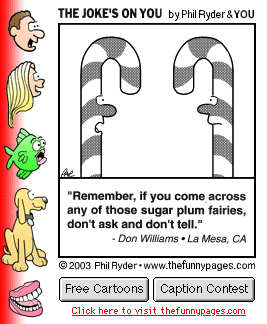 THE JOKE'S ON YOU by Phil Ryder & YOU
"Remember, if you come across
any of those sugar plum fairies,
don't ask and don't tell."
- Don Williams • La Mesa, CA
© 2003 Phil Ryder • www.thefunnypages.com
Free Cartoons Caption Contest
Click here to visit thefunnypages.com